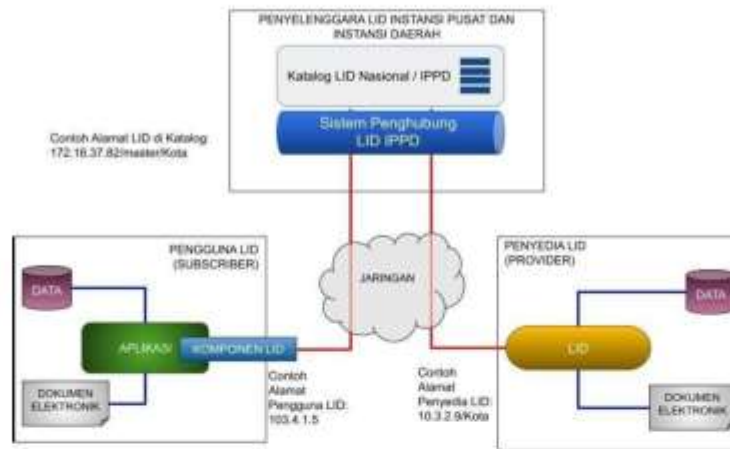 PENYELENGGARA LID INSTANSI PUSAT DAN
INSTANSI DAERAH
Katalog LID Nasional / IPPD
Sistem Penghubung
LID IPPD
Contoh Alamat LID di Katalog
172.16.37.82/master/Kota
PENGGUNA LID
(SUBSCRIBER)
DATA
APLIKASI
KOMPONEN LID
DOKUMEN
ELEKTRONIK
Contoh
Alamat
Pengguna LID:
103.4.1.5
JARINGAN
Contoh
Alamat
Penyedia LID:
10.3.2.9/Kota
PENYEDIA LID
(PROVIDER)
DATA
LID
DOKUMEN
ELEKTRONIK